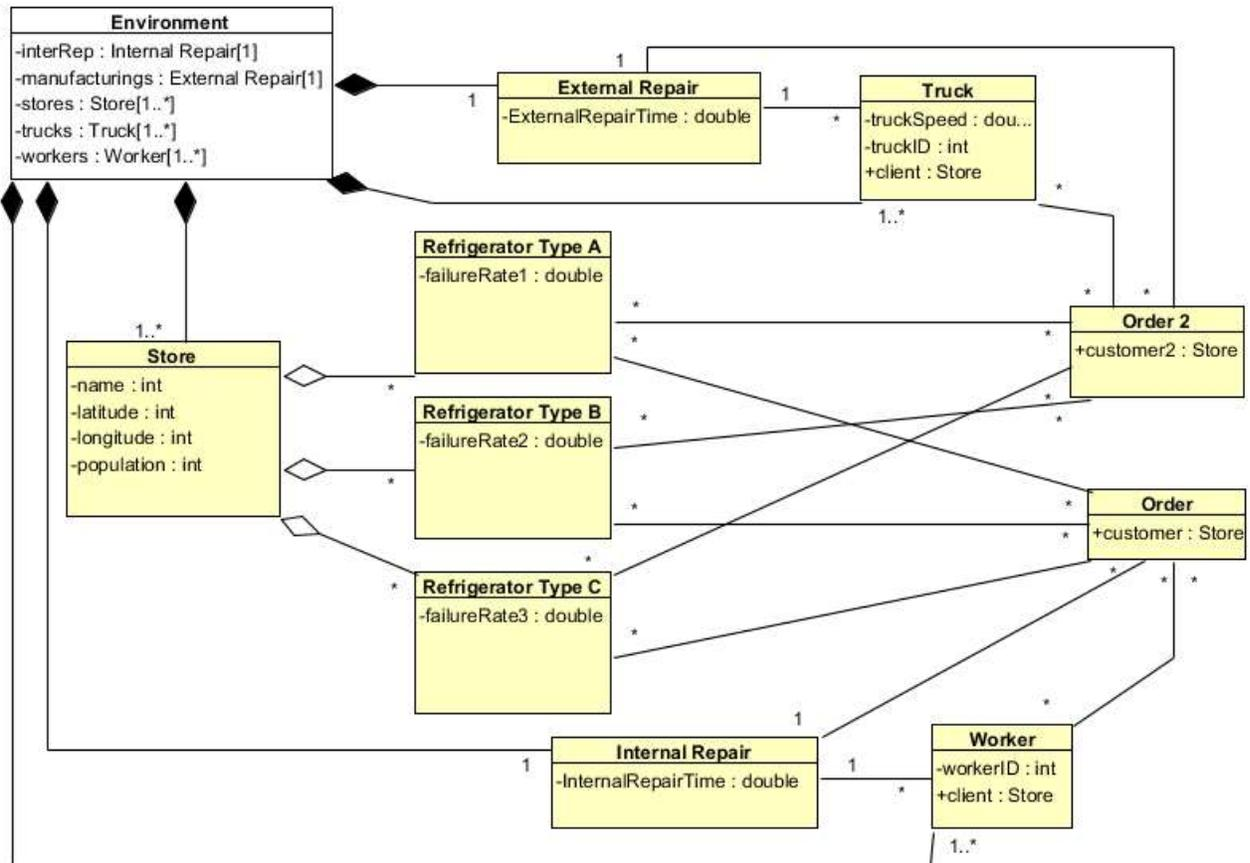 Environment
-interRep : Internal Repair[1]
-manufacturings : External Repair[1]
-stores : Store[1..*]
-trucks : Truck[1..*]
-workers : Worker[1..*]
1
1
External Repair
-ExternalRepairTime : double
1
*
Truck
-truckSpeed : dou...
-truckID : int
+client : Store
1..*
*
Refrigerator Type A
-failureRate1 : double
*
*
*
*
*
Order 2
+customer2 : Store
1..*
Store
-name : int
-latitude : int
-longitude : int
-population : int
*
*
*
Refrigerator Type B
-failureRate2 : double
*
*
*
*
*
*
Order
+customer : Store
*
*
*
Refrigerator Type C
-failureRate3 : double
*
*
1
1
Internal Repair
-InternalRepairTime : double
1
*
*
Worker
-workerID : int
+client : Store
1..*